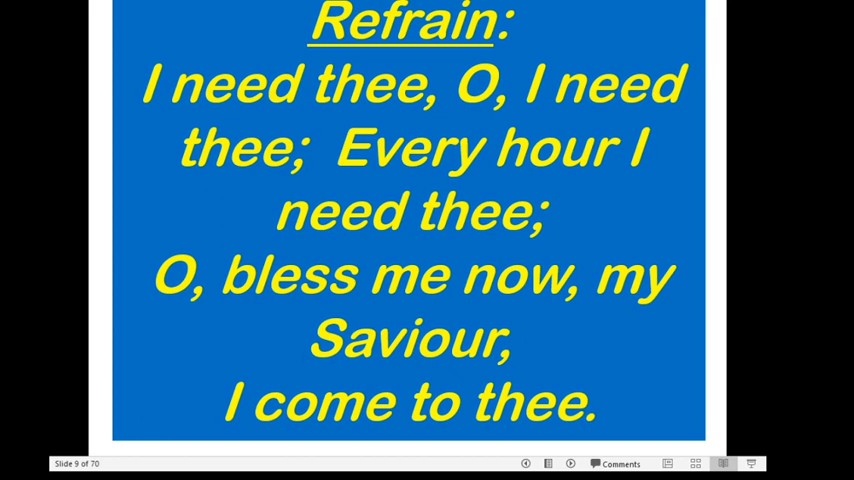 Refrain:
I need thee, O, I need
thee;  Every hour I
need thee;
O, bless me now, my
Saviour,
I come to thee.
Slide 9 of 70
Comments